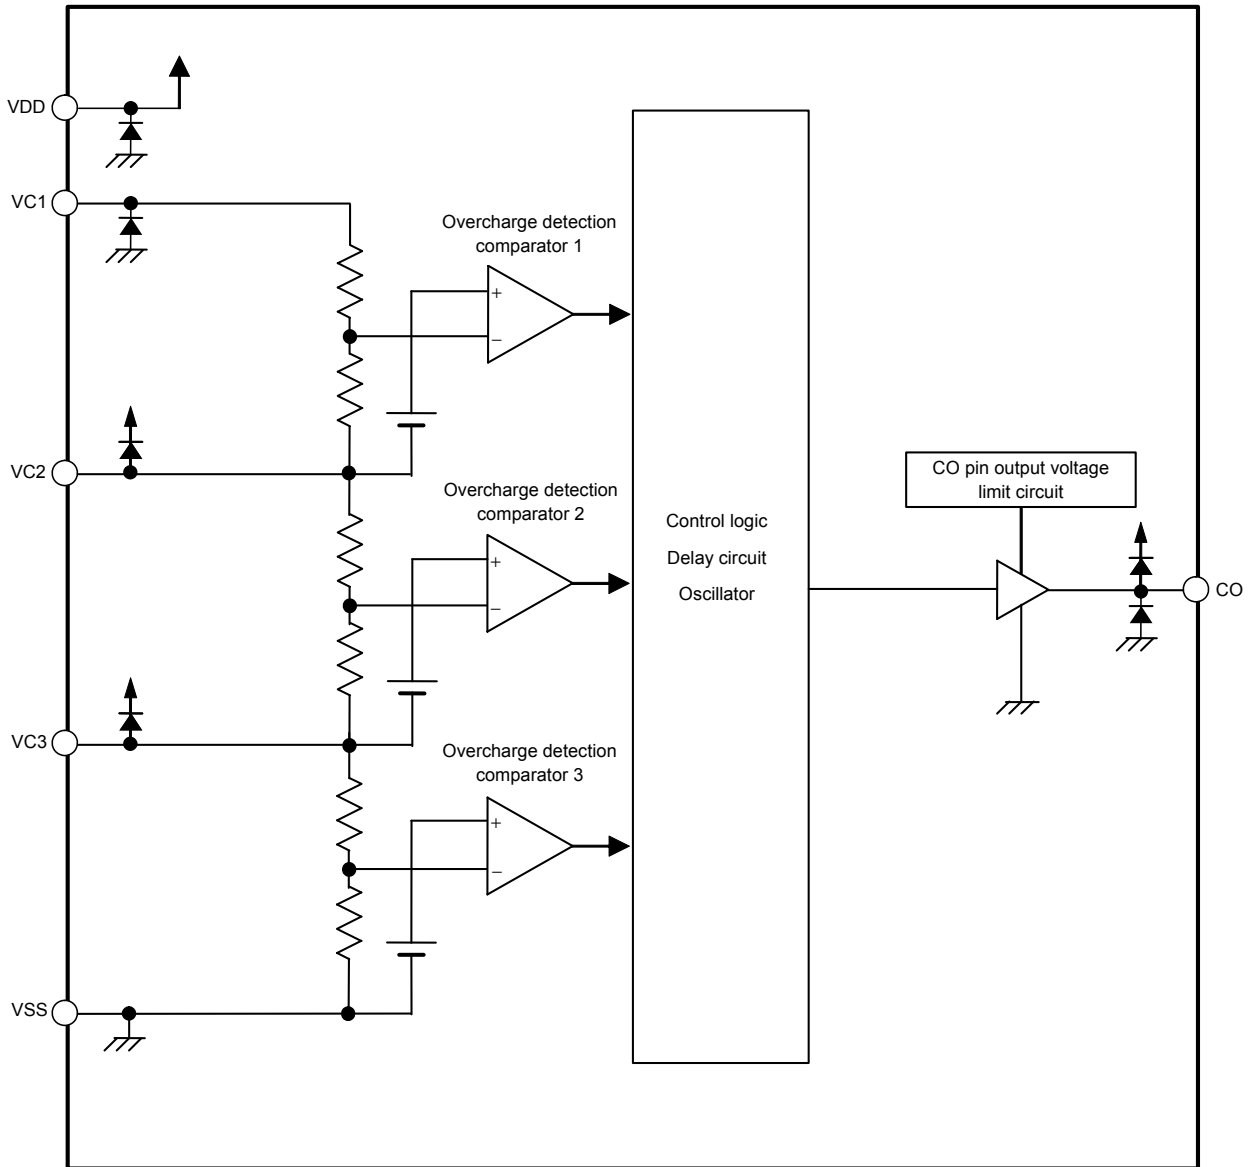 VDD
VC1
Overcharge detection
comparator 1
+
−
VC2
Overcharge detection
comparator 2
+
−
VC3
Overcharge detection
comparator 3
+
−
VSS
Control logic
Delay circuit
Oscillator
CO pin output voltage
limit circuit
CO